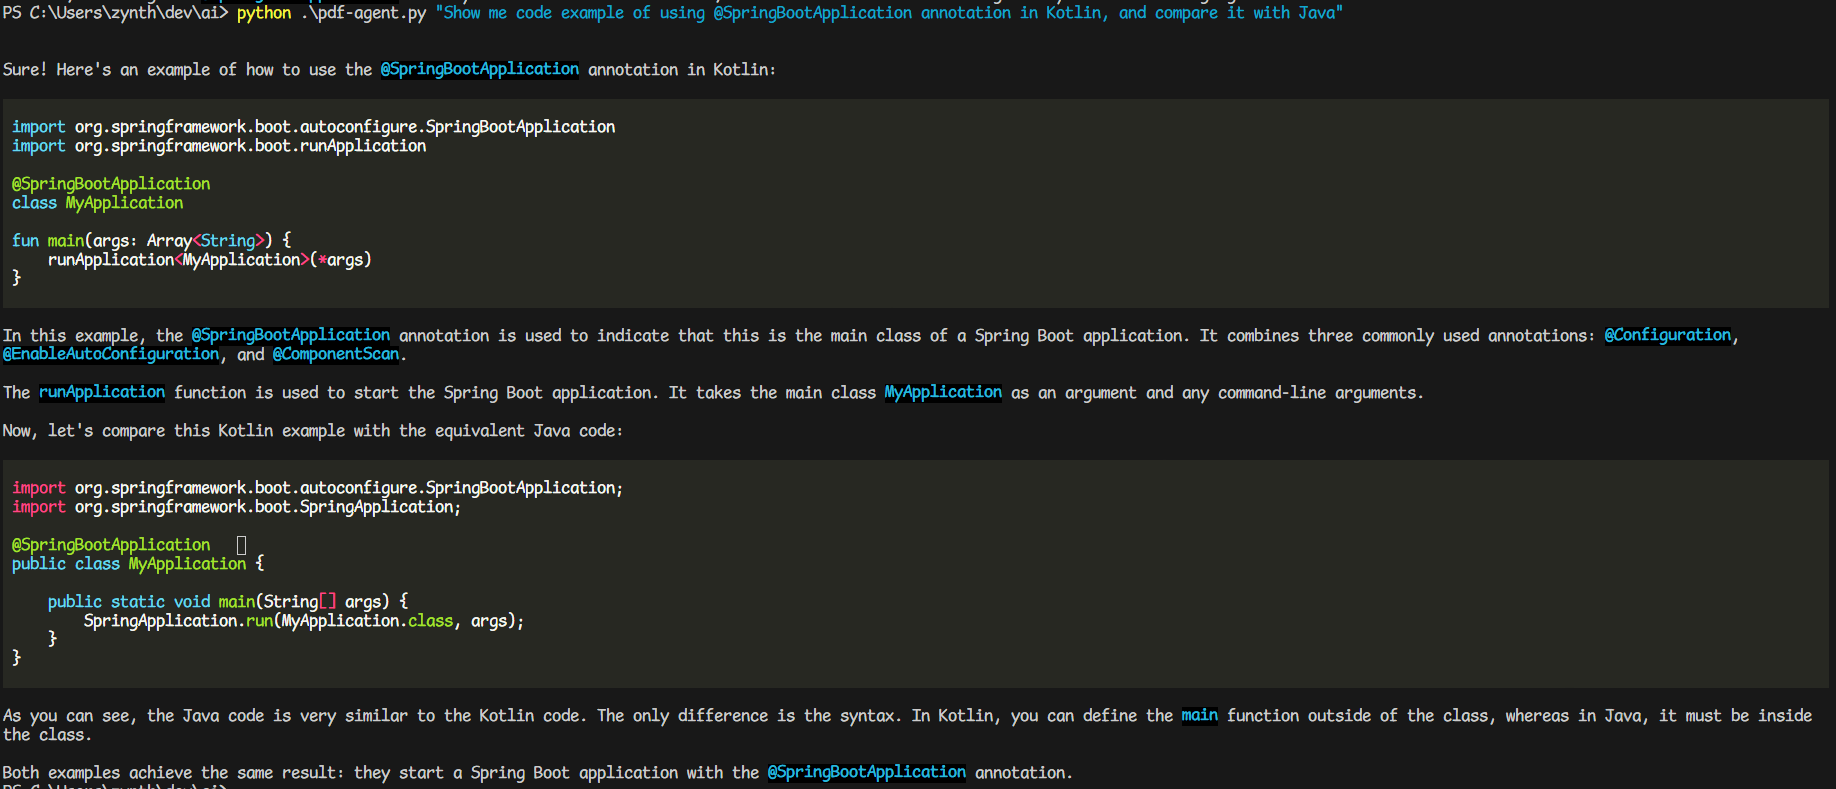 PS C:\Users\zynth\dev\ai> python .\pdf-agent.py "Show me code example of using @SpringBootApplication annotation in Kotlin, and compare it with Java"
Sure! Here's an example of how to use the @SpringBootApplication annotation in Kotlin:
import org.springframework.boot.autoconfigure.SpringBootApplication
import org.springframework.boot.runApplication
@SpringBootApplication
class MyApplication
fun main(args: Array<String>) {
    runApplication<MyApplication>(*args)
}
In this example, the @SpringBootApplication annotation is used to indicate that this is the main class of a Spring Boot application. It combines three commonly used annotations: @Configuration,
@EnableAutoConfiguration, and @ComponentScan.
The runApplication function is used to start the Spring Boot application. It takes the main class MyApplication as an argument and any command-line arguments.
Now, let's compare this Kotlin example with the equivalent Java code:
import org.springframework.boot.autoconfigure.SpringBootApplication;
import org.springframework.boot.SpringApplication;
@SpringBootApplication
public class MyApplication {
    public static void main(String[] args) {
        SpringApplication.run(MyApplication.class, args);
    }
}
As you can see, the Java code is very similar to the Kotlin code. The only difference is the syntax. In Kotlin, you can define the main function outside of the class, whereas in Java, it must be inside
the class.
Both examples achieve the same result: they start a Spring Boot application with the @SpringBootApplication annotation.
PS C:\Users\zynth\dev\ai>